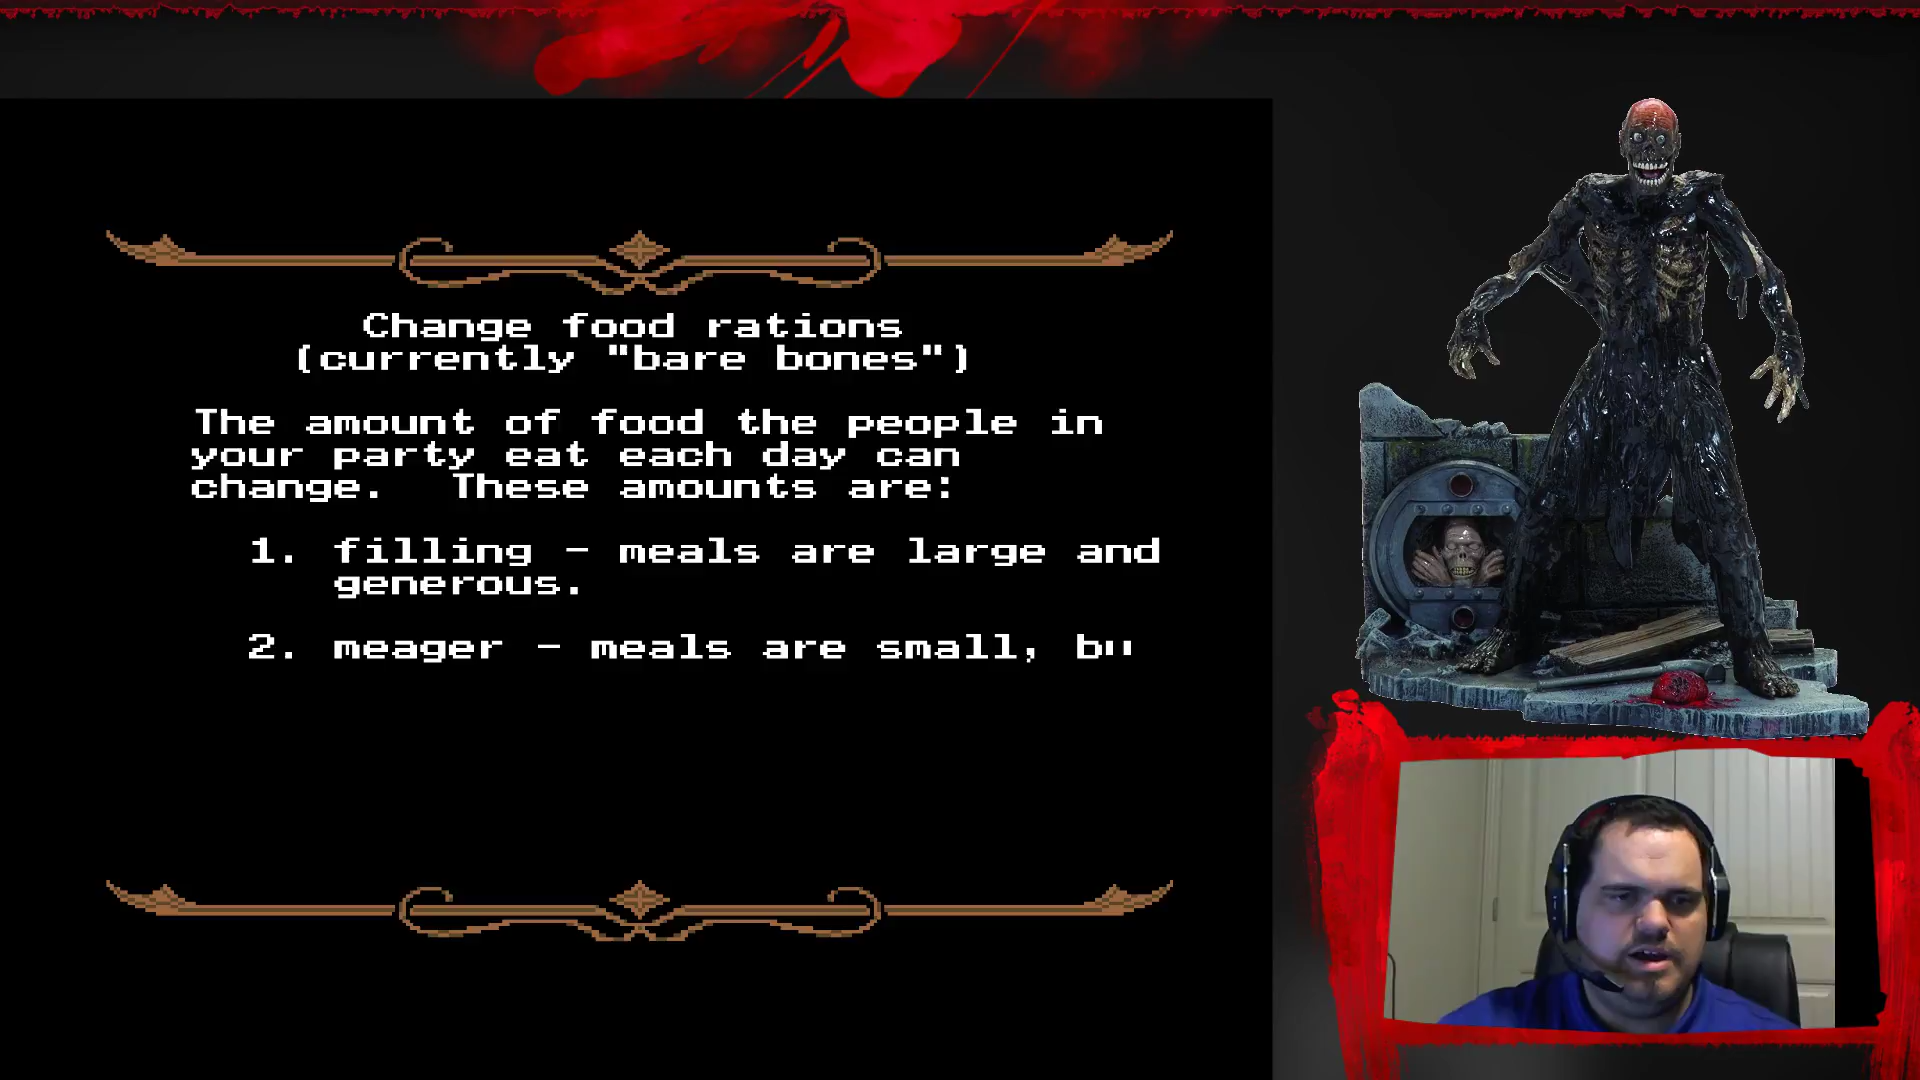 Change food rations
(currently "bare bones")
The amount of food the people in
your party eat each day can
change. These amounts are:
1. filling - meals are large and
generous.
2. meager - meals are small,